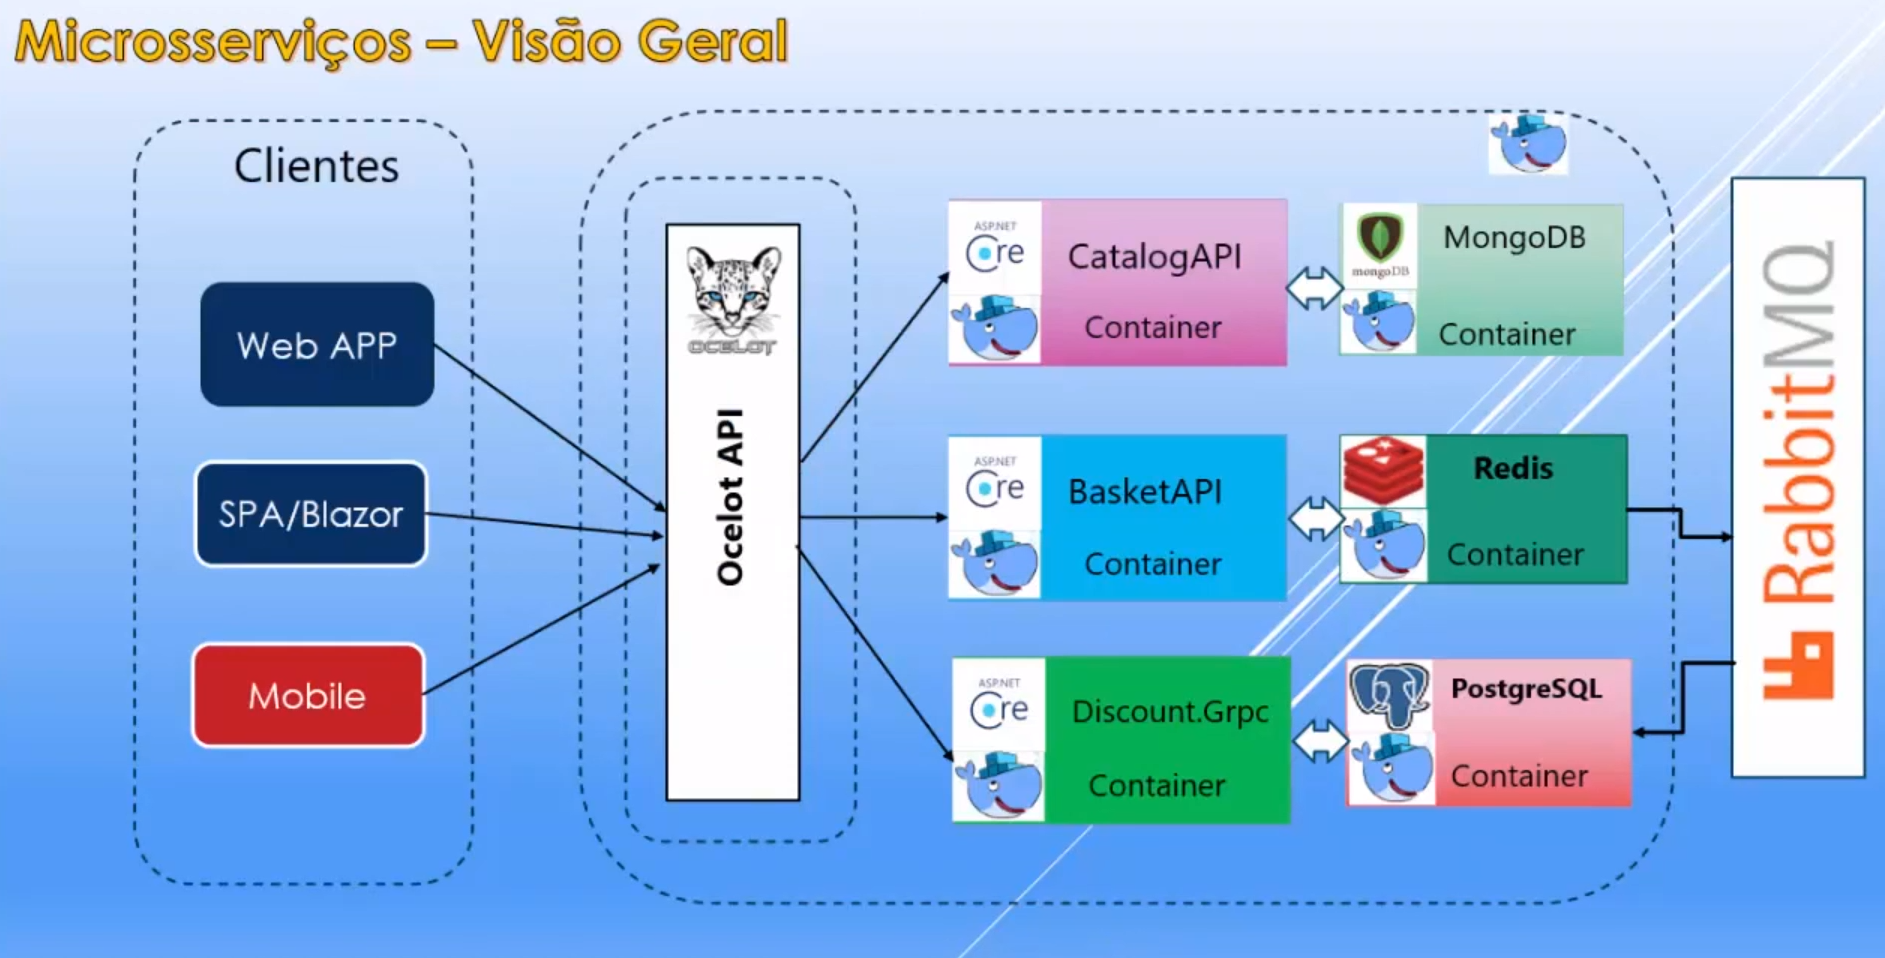 Microsserviços – Visão Geral
Clientes
Web APP
SPA/Blazor
Mobile
OCELOT
Ocelot API
ASP.NET
Core
CatalogAPI
Container
mongoDB
MongoDB
Container
ASP.NET
Core
BasketAPI
Container
Redis
Container
ASP.NET
Core
Discount.Grpc
Container
PostgreSQL
Container
RabbitMQ